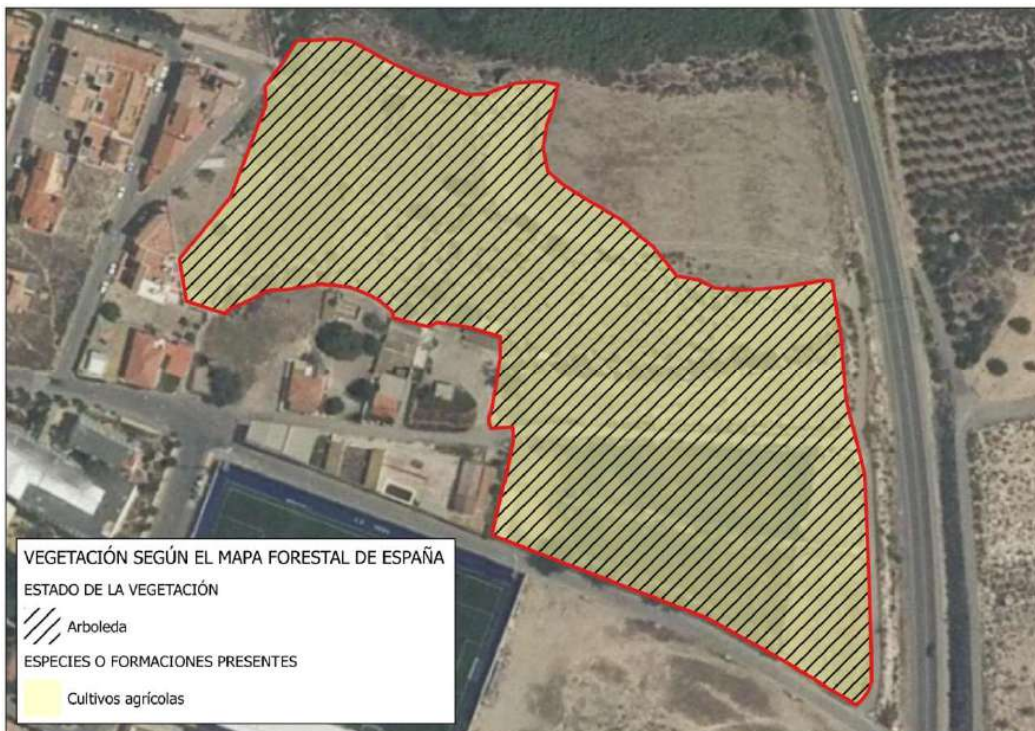 VEGETACIÓN SEGÚN EL MAPA FORESTAL DE ESPAÑA
ESTADO DE LA VEGETACIÓN
Arboleda
ESPECIES O FORMACIONES PRESENTES
Cultivos agrícolas